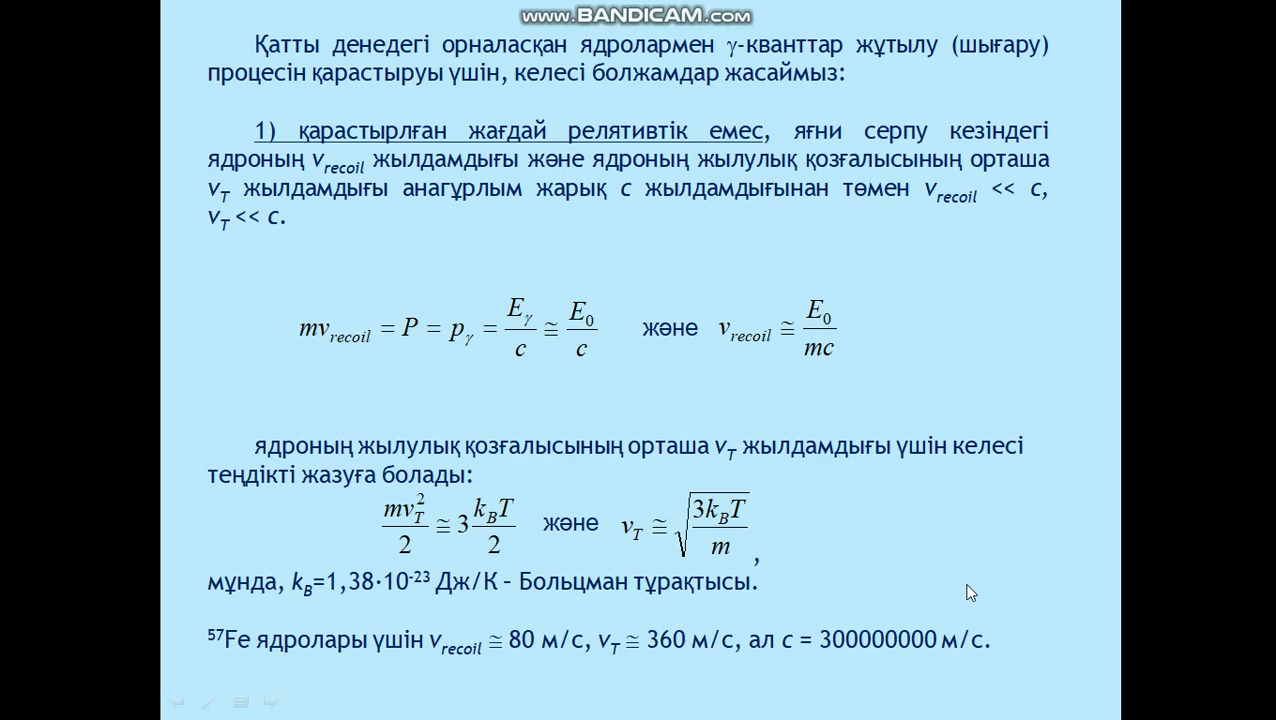 www.BANDICAM.com
Қатты денедегі орналасқан ядролармен γ-кванттар жұтылу (шығару)
процесін қарастыруы үшін, келесі болжамдар жасаймыз:
1) қарастырлған жағдай релятивтік емес, яғни серпу кезіндегі
ядроның v_recoil жылдамдығы және ядроның жылулық қозғалысының орташа
v_T жылдамдығы анағұрлым жарық c жылдамдығынан төмен v_recoil << c,
v_T << c.
mv_recoil = P = p_γ = E_γ/c ≅ E_0/c және v_recoil ≅ E_0/mc
ядроның жылулық қозғалысының орташа v_T жылдамдығы үшін келесі
теңдікті жазуға болады:
mv_T^2/2 ≅ 3 k_BT/2 және v_T ≅ √(3k_BT/m) ,
мұнда, k_B=1,38·10^-23 Дж/К – Больцман тұрақтысы.
^57Fe ядролары үшін v_recoil ≅ 80 м/с, v_T ≅ 360 м/с, ал c = 300000000 м/с.